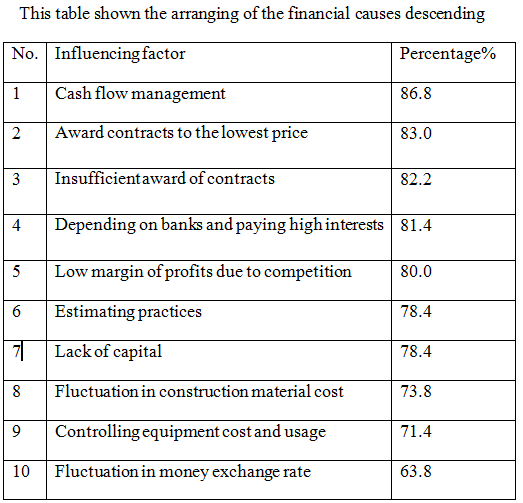 This table shown the arranging of the financial causes descending
No. Influencing factor Percentage%
1 Cash flow management 86.8
2 Award contracts to the lowest price 83.0
3 Insufficient award of contracts 82.2
4 Depending on banks and paying high interests 81.4
5 Low margin of profits due to competition 80.0
6 Estimating practices 78.4
7 Lack of capital 78.4
8 Fluctuation in construction material cost 73.8
9 Controlling equipment cost and usage 71.4
10 Fluctuation in money exchange rate 63.8